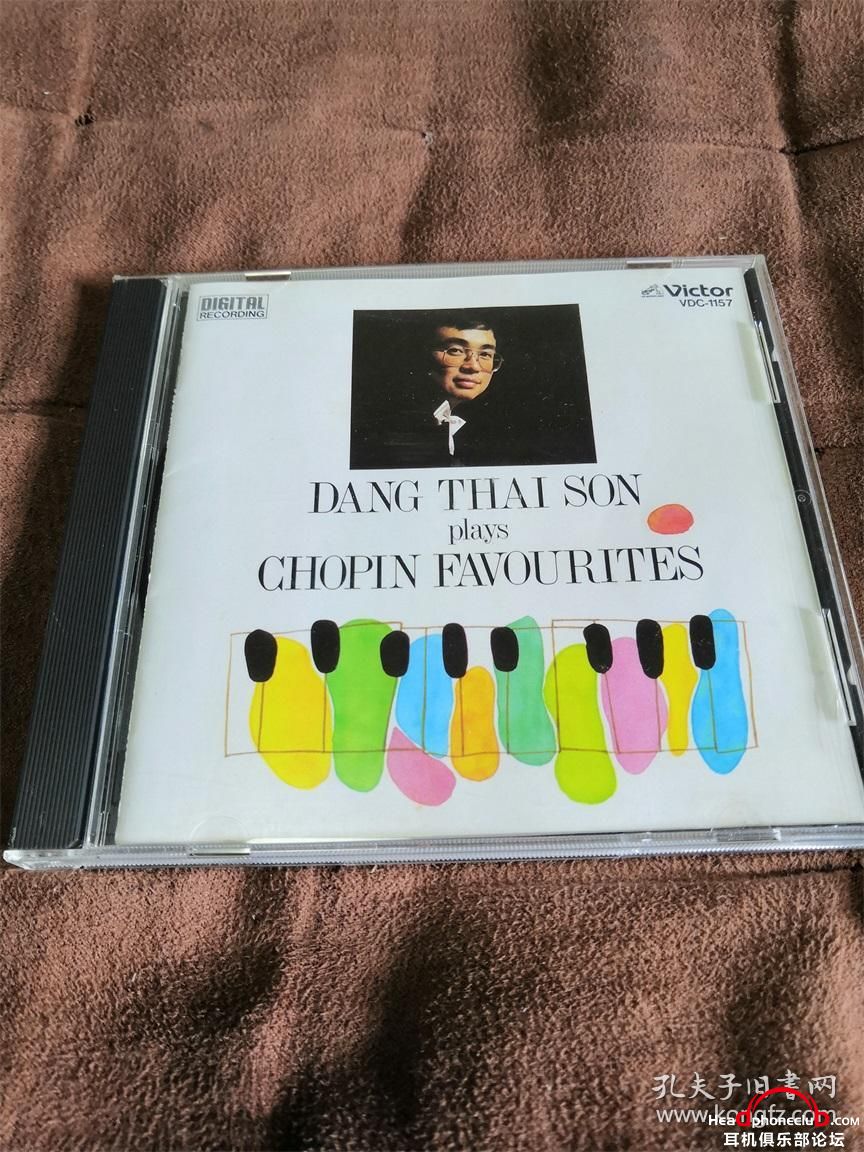 DIGITAL
RECORDING
Victor
VDC-1157
DANG THAI SON
plays
CHOPIN FAVOURITES
孔夫子旧书网
www.kongfz.com
耳机俱乐部论坛